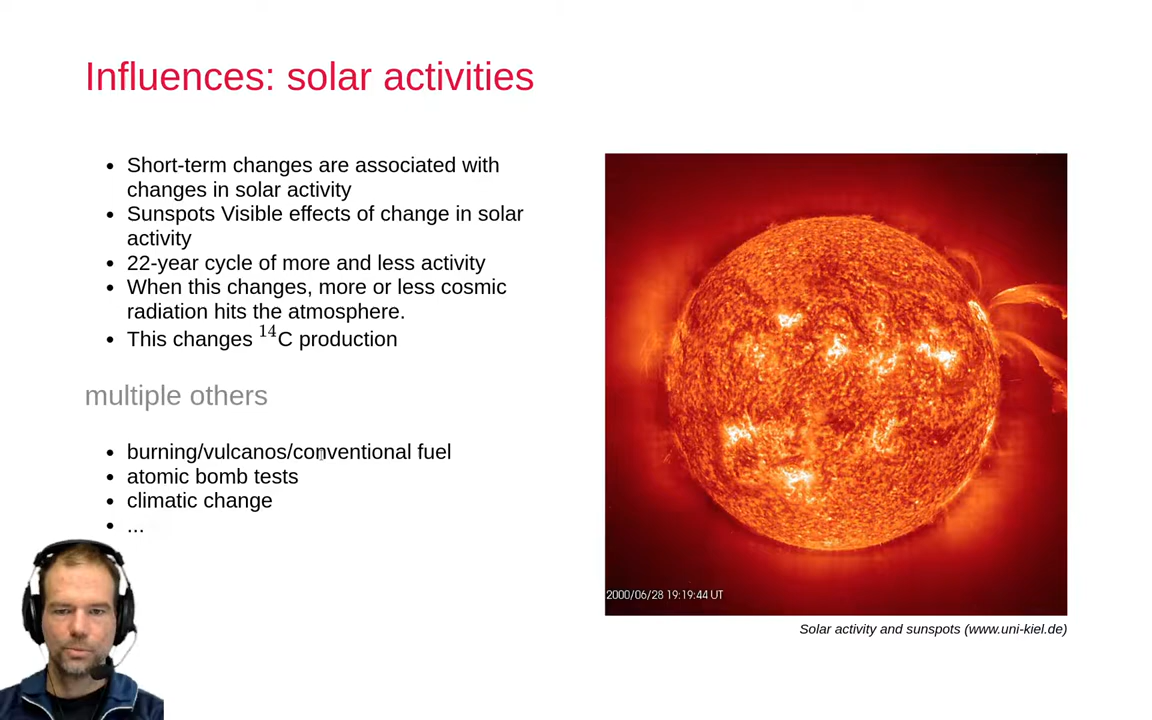 Influences: solar activities
• Short-term changes are associated with
changes in solar activity
• Sunspots Visible effects of change in solar
activity
• 22-year cycle of more and less activity
• When this changes, more or less cosmic
radiation hits the atmosphere.
• This changes ¹⁴C production
multiple others
• burning/vulcanos/conventional fuel
• atomic bomb tests
• climatic change
• ...
2000/06/28 19:19:44 UT
Solar activity and sunspots (www.uni-kiel.de)